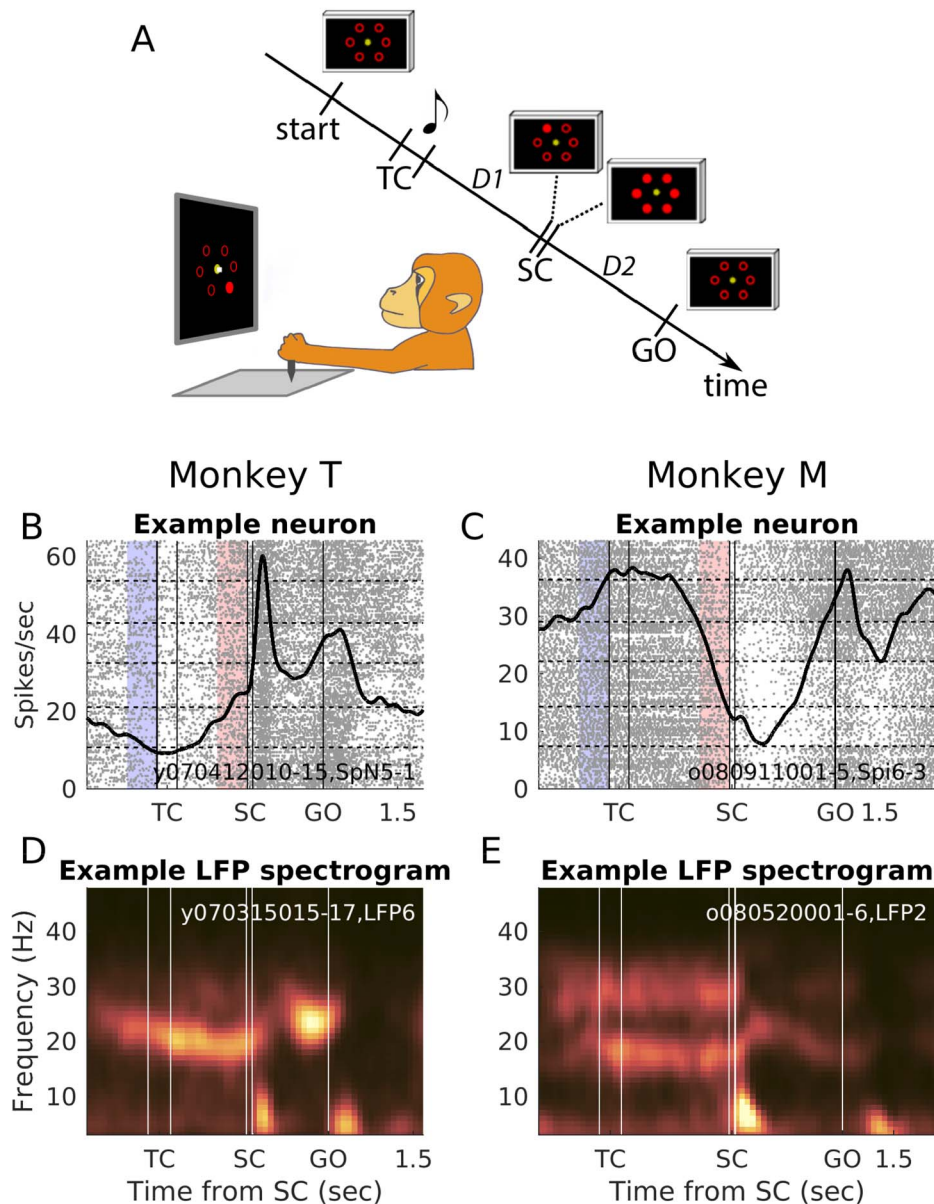 A
start
TC
D1
SC
D2
GO
time
Monkey T
Monkey M
B
Example neuron
C
Example neuron
60
40
20
0
Spikes/sec
y070412010-15,SpN5-1
TC
SC
GO
1.5
40
30
20
10
0
o080911001-5,Spi6-3
TC
SC
GO
1.5
D
Example LFP spectrogram
E
Example LFP spectrogram
y070315015-17,LFP6
40
30
20
10
Frequency (Hz)
TC
SC
GO
1.5
Time from SC (sec)
o080520001-6,LFP2
40
30
20
10
TC
SC
GO
1.5
Time from SC (sec)